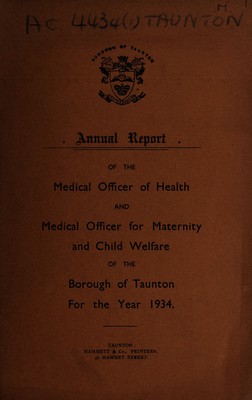 AC 4434(1) TAUNTON
BOROUGH OF TAUNTON
. Annual Report .
OF THE
Medical Officer of Health
AND
Medical Officer for Maternity
and Child Welfare
OF THE
Borough of Taunton
For the Year 1934.
TAUNTON:
HAMMETT & Co., PRINTERS,
HAMMET STREET.